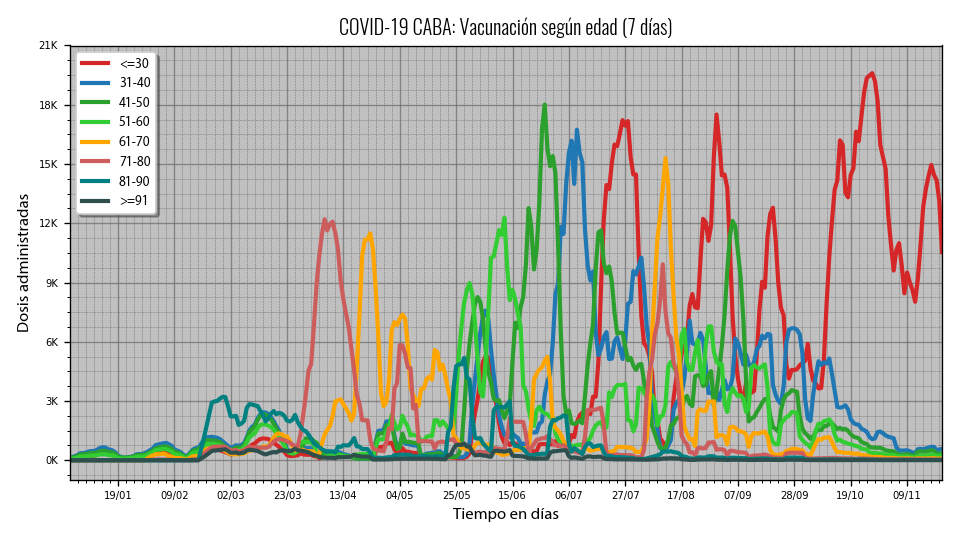 COVID-19 CABA: Vacunación según edad (7 días)
21K
18K
15K
12K
9K
6K
3K
0K
Dosis administradas
<=30
31-40
41-50
51-60
61-70
71-80
81-90
>=91
19/01 09/02 02/03 23/03 13/04 04/05 25/05 15/06 06/07 27/07 17/08 07/09 28/09 19/10 09/11
Tiempo en días